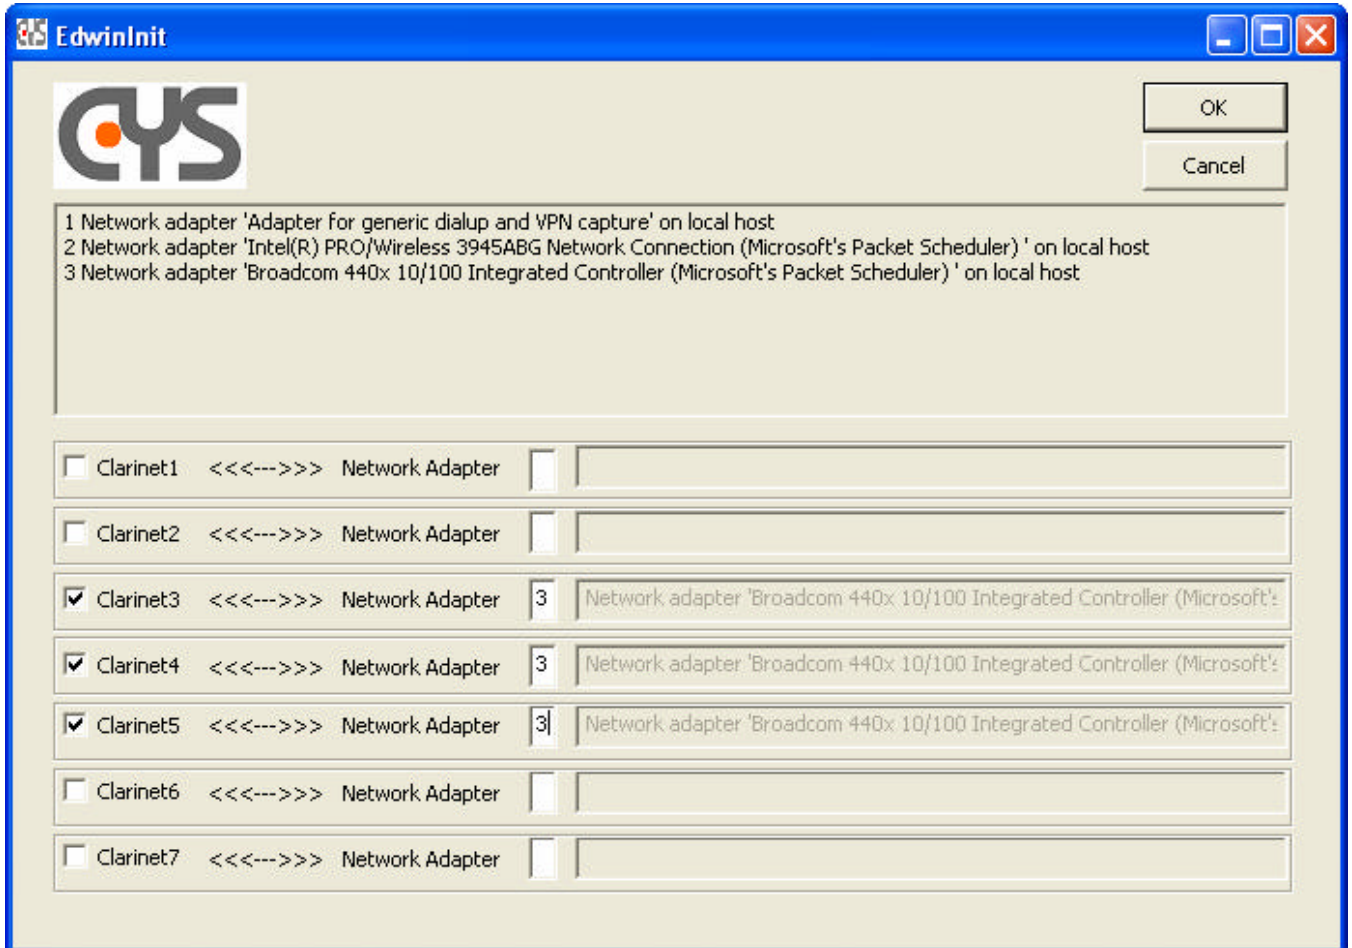 EdwinInit
CYS
OK
Cancel
1 Network adapter 'Adapter for generic dialup and VPN capture' on local host
2 Network adapter 'Intel(R) PRO/Wireless 3945ABG Network Connection (Microsoft's Packet Scheduler) ' on local host
3 Network adapter 'Broadcom 440x 10/100 Integrated Controller (Microsoft's Packet Scheduler) ' on local host
Clarinet1 <<<--->>> Network Adapter
Clarinet2 <<<--->>> Network Adapter
Clarinet3 <<<--->>> Network Adapter 3 Network adapter 'Broadcom 440x 10/100 Integrated Controller (Microsoft's
Clarinet4 <<<--->>> Network Adapter 3 Network adapter 'Broadcom 440x 10/100 Integrated Controller (Microsoft's
Clarinet5 <<<--->>> Network Adapter 3 Network adapter 'Broadcom 440x 10/100 Integrated Controller (Microsoft's
Clarinet6 <<<--->>> Network Adapter
Clarinet7 <<<--->>> Network Adapter